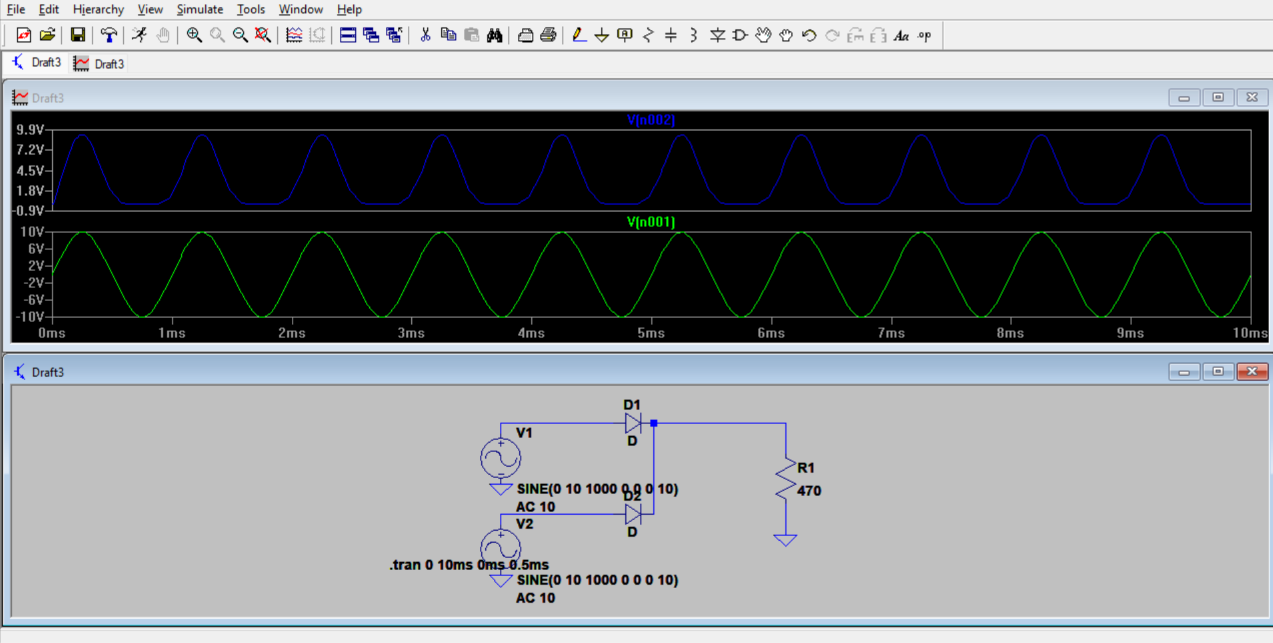 File Edit Hierarchy View Simulate Tools Window Help
Aa .op
Draft3 Draft3
Draft3
V(n002)
9.9V
7.2V
4.5V
1.8V
-0.9V
V(n001)
10V
6V
2V
-2V
-6V
-10V
0ms 1ms 2ms 3ms 4ms 5ms 6ms 7ms 8ms 9ms 10ms
Draft3
D1
V1
D
R1
SINE(0 10 1000 0 0 0 10)
470
D2
AC 10
V2
D
.tran 0 10ms 0ms 0.5ms
SINE(0 10 1000 0 0 0 10)
AC 10